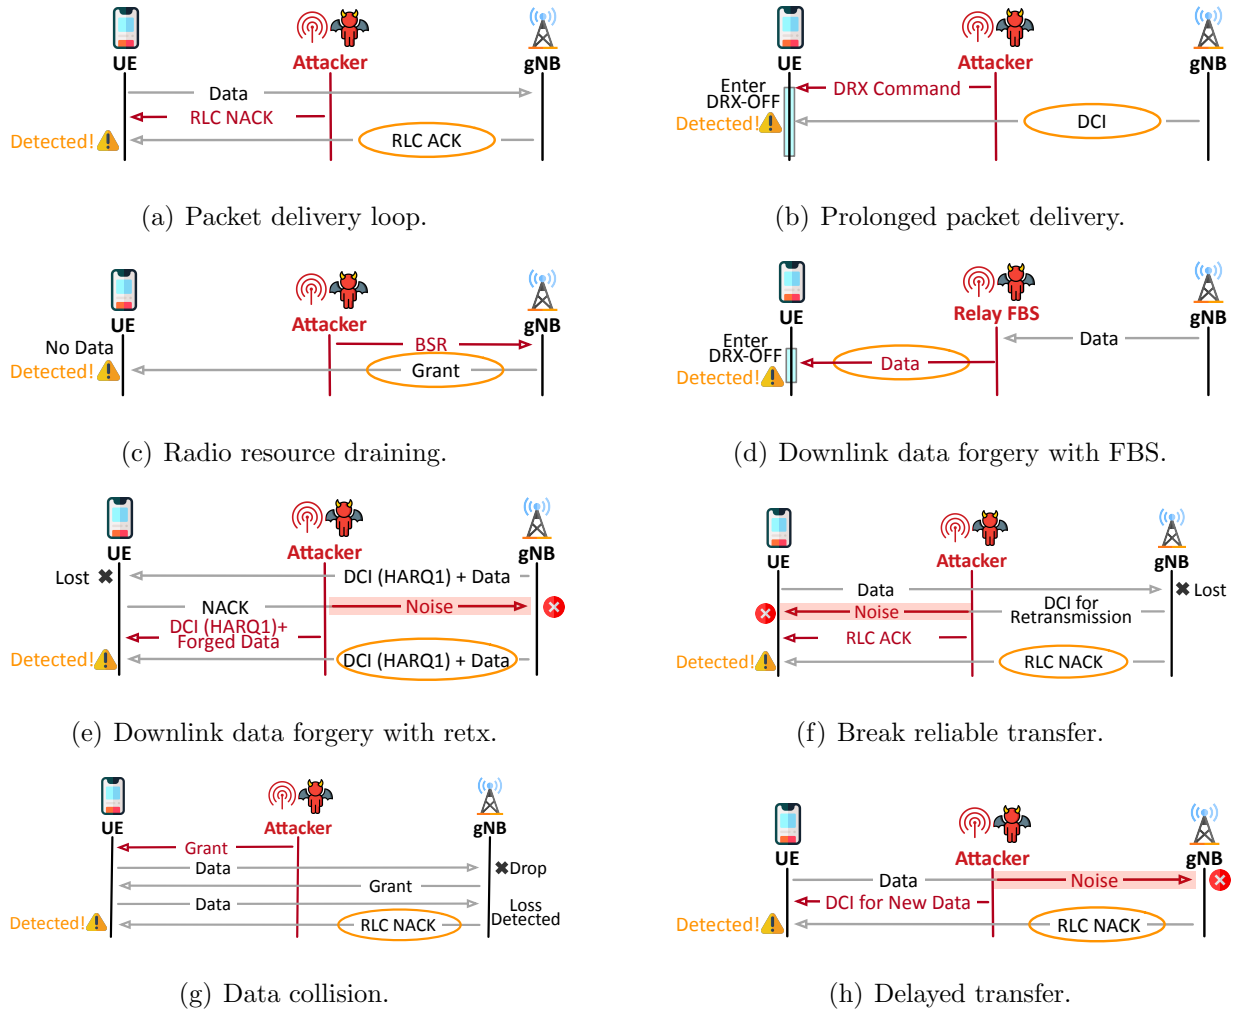 UE
Attacker
gNB
Data
RLC NACK
Detected!
RLC ACK
(a) Packet delivery loop.
UE
Attacker
gNB
Enter
DRX-OFF
DRX Command
Detected!
DCI
(b) Prolonged packet delivery.
UE
Attacker
gNB
No Data
BSR
Detected!
Grant
(c) Radio resource draining.
UE
Relay FBS
gNB
Enter
DRX-OFF
Data
Data
Detected!
(d) Downlink data forgery with FBS.
UE
Attacker
gNB
Lost
DCI (HARQ1) + Data
NACK
Noise
DCI (HARQ1)+
Forged Data
Detected!
DCI (HARQ1) + Data
(e) Downlink data forgery with retx.
UE
Attacker
gNB
Data
Lost
Noise
DCI for
Retransmission
RLC ACK
Detected!
RLC NACK
(f) Break reliable transfer.
UE
Attacker
gNB
Grant
Data
Drop
Grant
Data
Loss
Detected
Detected!
RLC NACK
(g) Data collision.
UE
Attacker
gNB
Data
Noise
DCI for New Data
Detected!
RLC NACK
(h) Delayed transfer.